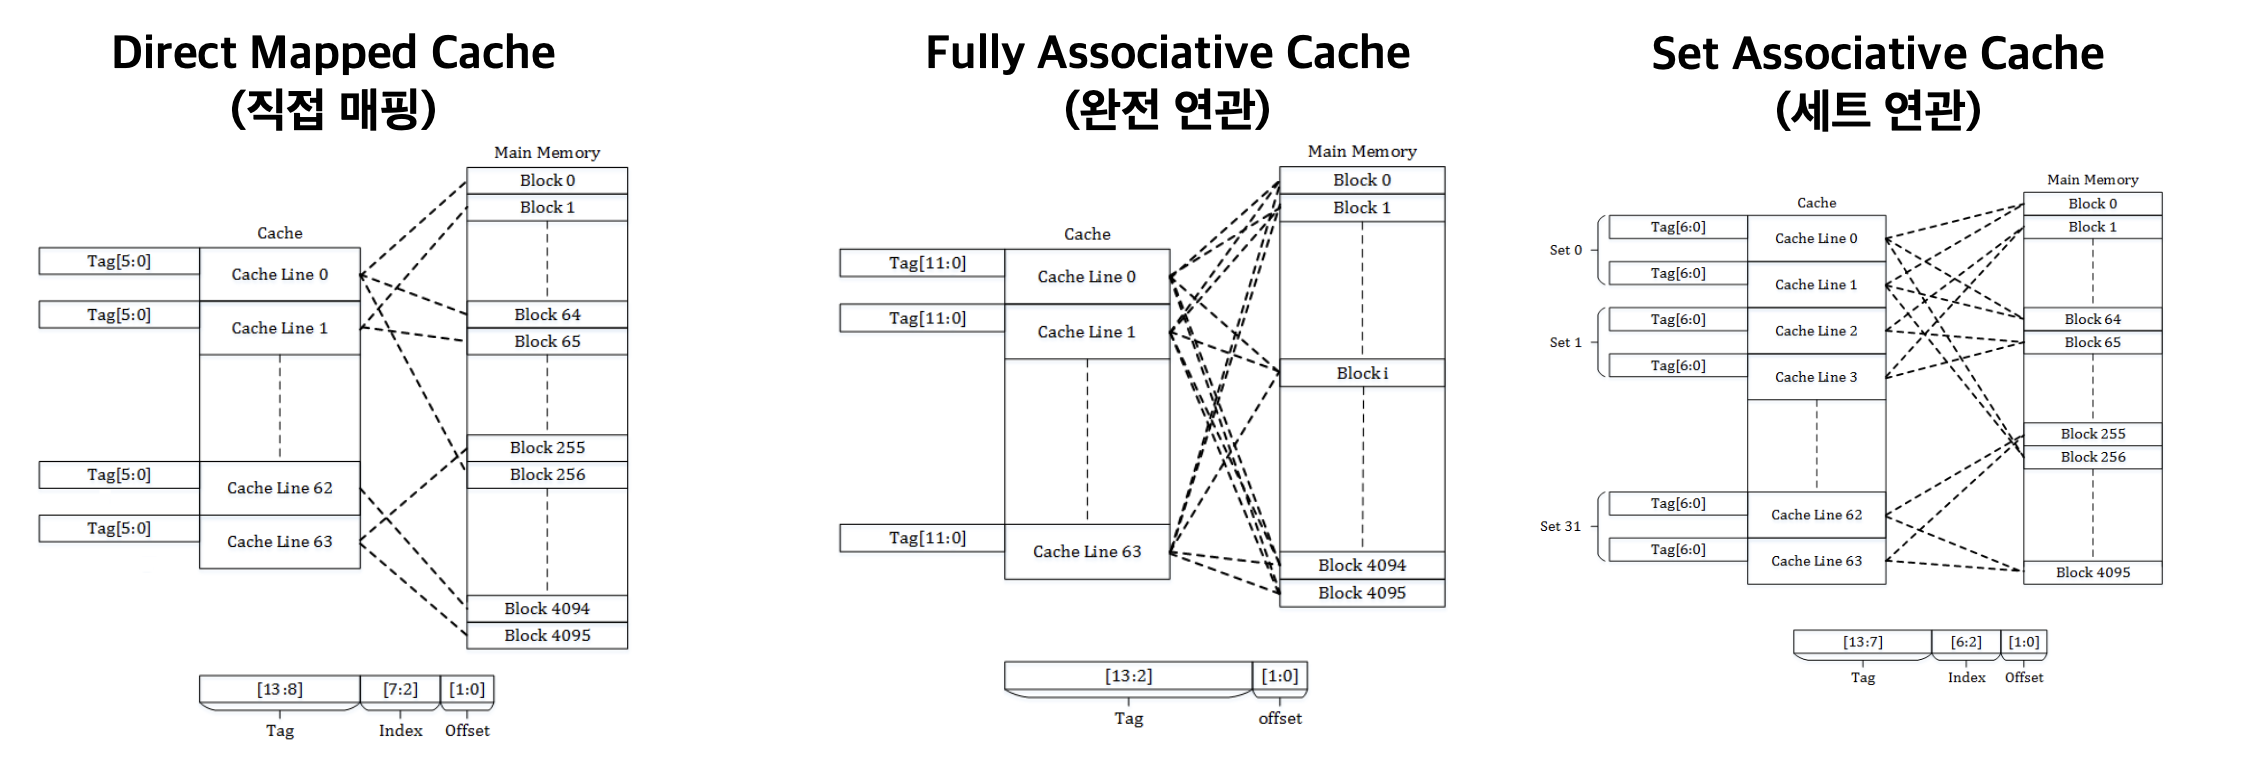 Direct Mapped Cache
(직접 매핑)
Main Memory
Block 0
Block 1
Cache
Tag[5:0]
Cache Line 0
Tag[5:0]
Cache Line 1
Block 64
Block 65
Block 255
Tag[5:0]
Cache Line 62
Block 256
Tag[5:0]
Cache Line 63
Block 4094
Block 4095
[13:8] [7:2] [1:0]
Tag Index Offset
Fully Associative Cache
(완전 연관)
Main Memory
Block 0
Block 1
Cache
Tag[11:0]
Cache Line 0
Tag[11:0]
Cache Line 1
Block i
Tag[11:0]
Cache Line 63
Block 4094
Block 4095
[13:2] [1:0]
Tag offset
Set Associative Cache
(세트 연관)
Main Memory
Cache
Block 0
Block 1
Set 0
Tag[6:0]
Cache Line 0
Tag[6:0]
Cache Line 1
Set 1
Tag[6:0]
Cache Line 2
Tag[6:0]
Cache Line 3
Block 64
Block 65
Block 255
Block 256
Set 31
Tag[6:0]
Cache Line 62
Tag[6:0]
Cache Line 63
Block 4095
[13:7] [6:2] [1:0]
Tag Index Offset